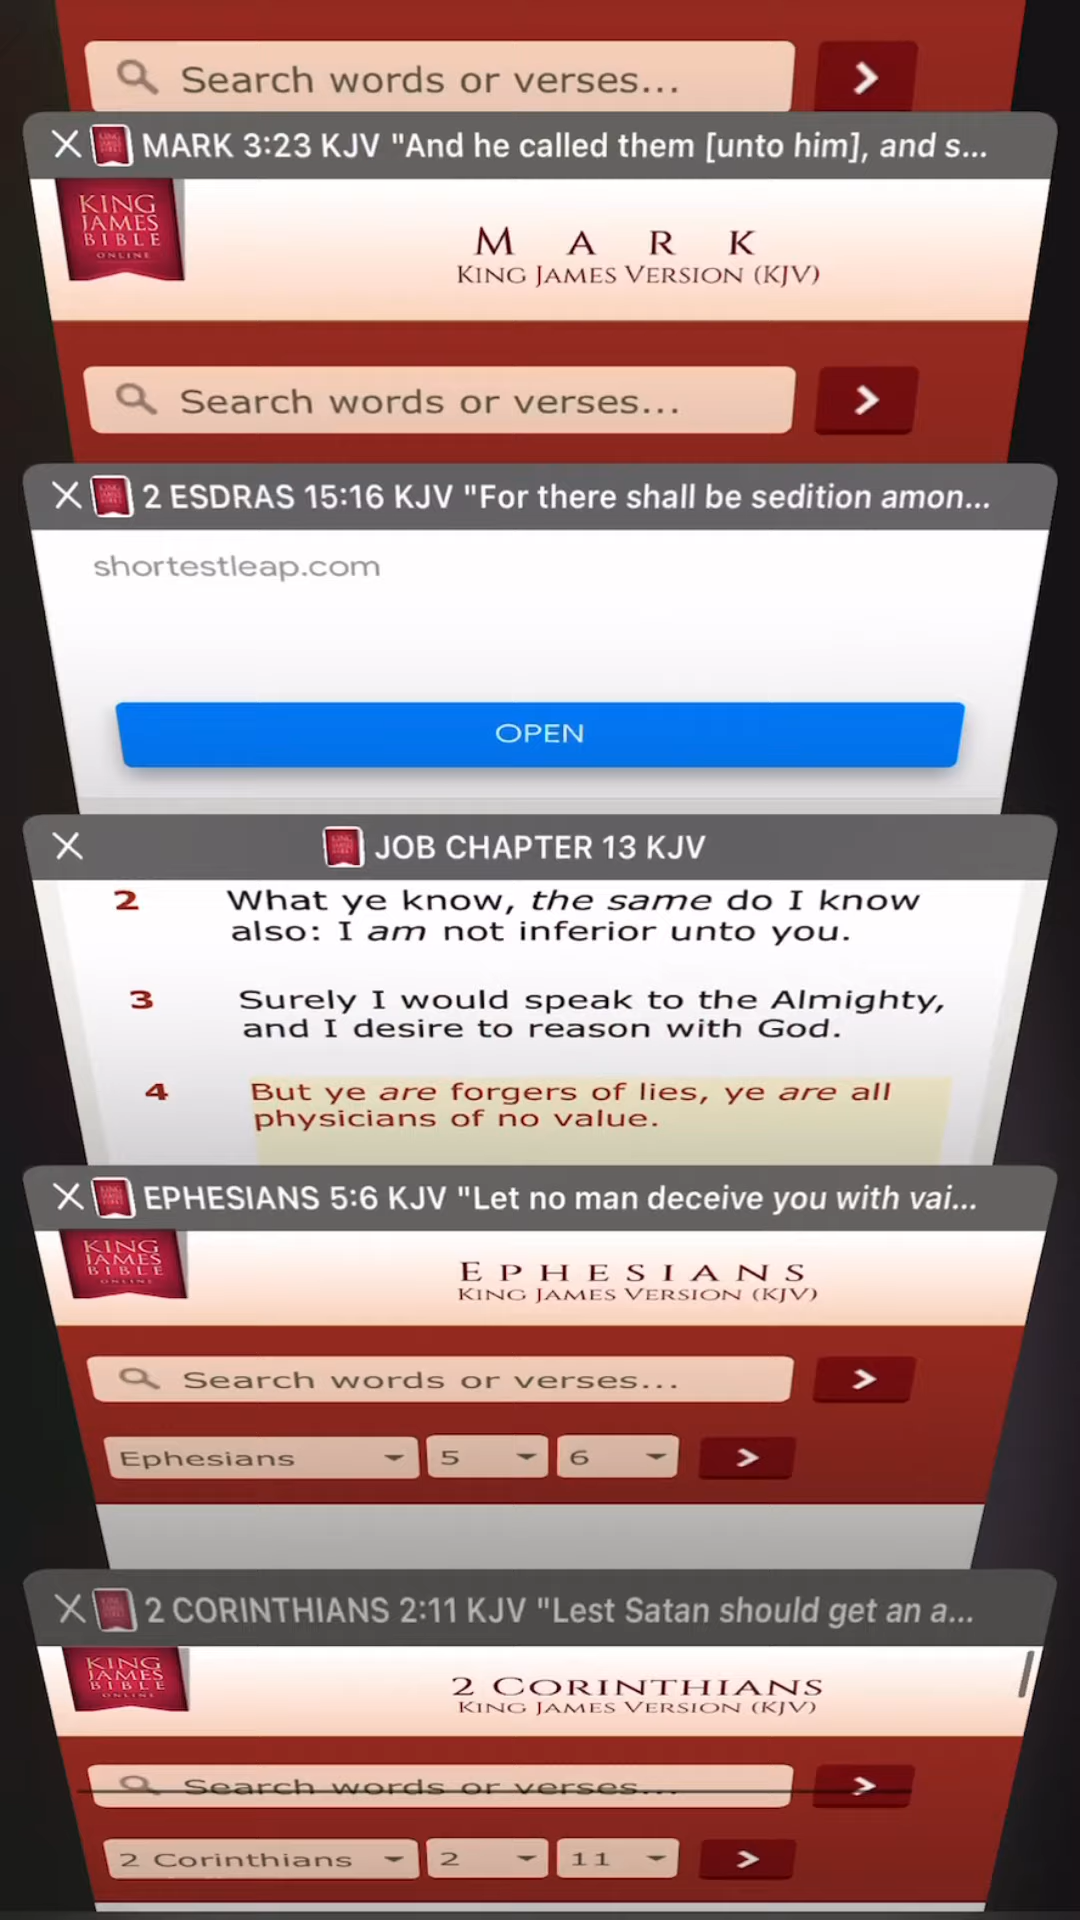 Search words or verses...
MARK 3:23 KJV "And he called them [unto him], and s...
KING
JAMES
BIBLE
ONLINE
MARK
KING JAMES VERSION (KJV)
Search words or verses...
2 ESDRAS 15:16 KJV "For there shall be sedition amon...
shortestleap.com
OPEN
JOB CHAPTER 13 KJV
2 What ye know, the same do I know
also: I am not inferior unto you.
3 Surely I would speak to the Almighty,
and I desire to reason with God.
4 But ye are forgers of lies, ye are all
physicians of no value.
EPHESIANS 5:6 KJV "Let no man deceive you with vai...
KING
JAMES
BIBLE
ONLINE
EPHESIANS
KING JAMES VERSION (KJV)
Search words or verses...
Ephesians 5 6
2 CORINTHIANS 2:11 KJV "Lest Satan should get an a...
KING
JAMES
BIBLE
ONLINE
2 CORINTHIANS
KING JAMES VERSION (KJV)
Search words or verses...
2 Corinthians 2 11